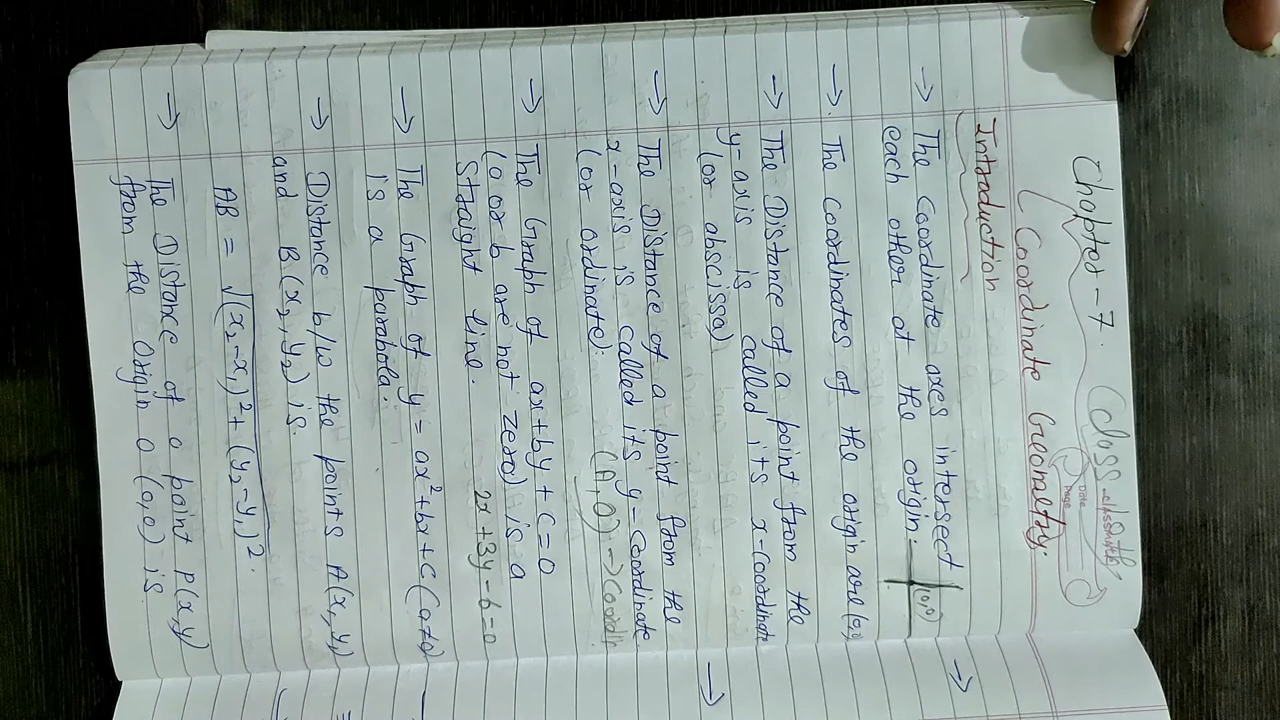 Chapter - 7. Class - 10th
classmate
Date
Page
(Coordinate Geometry)
Introduction
→ The Coordinate axes intersect
each other at the origin. (0,0)
→ The coordinates of the origin are (0,0)
→ The Distance of a point from the
y-axis is called its x-coordinate
(or abscissa)
→ The Distance of a point from the
x-axis is called its y-coordinate
(or ordinate).
→ The Graph of ax+by+c=0
(a or b are not zero) is a
Straight line. 2x+3y-6=0
→ The Graph of y = ax²+bx+c (a≠0)
is a parabola.
→ Distance b/w the points A(x₁,y₁)
and B(x₂,y₂) is.
AB = √(x₂-x₁)²+(y₂-y₁)².
→ The Distance of a point P(x,y)
from the Origin O (0,0) is